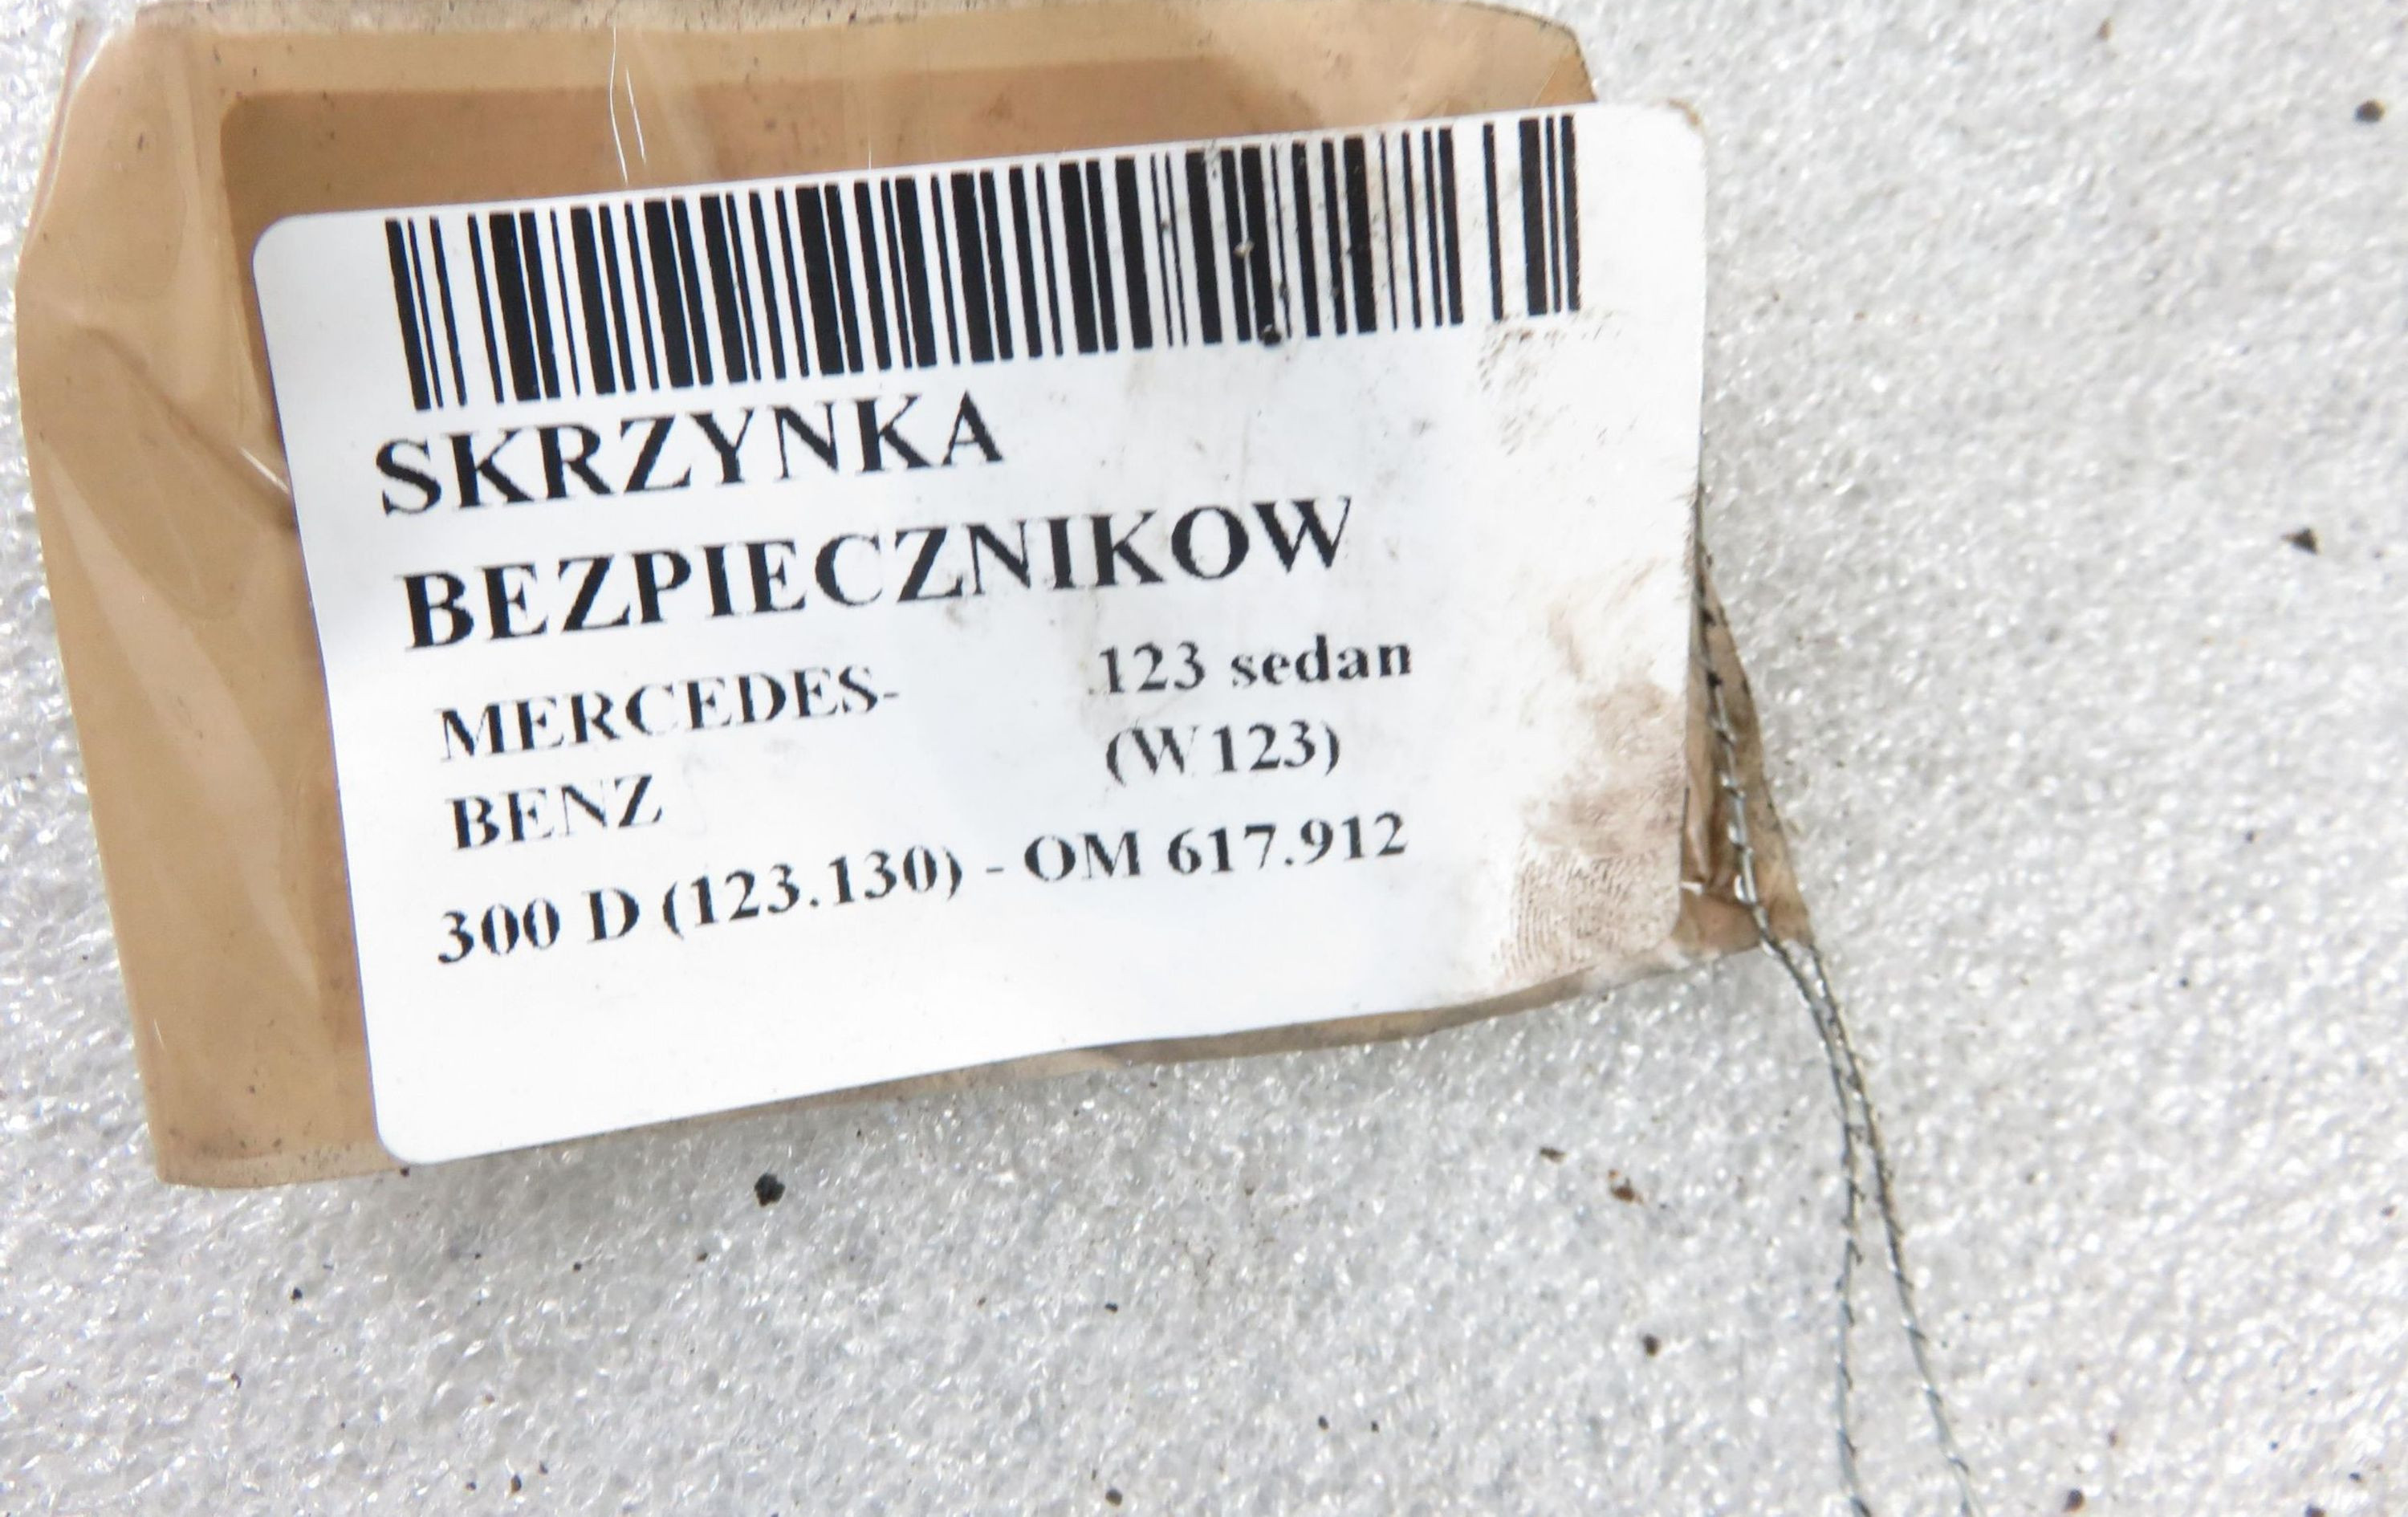 SKRZYNKA
BEZPIECZNIKOW
MERCEDES-
BENZ
123 sedan
(W123)
300 D (123.130) - OM 617.912